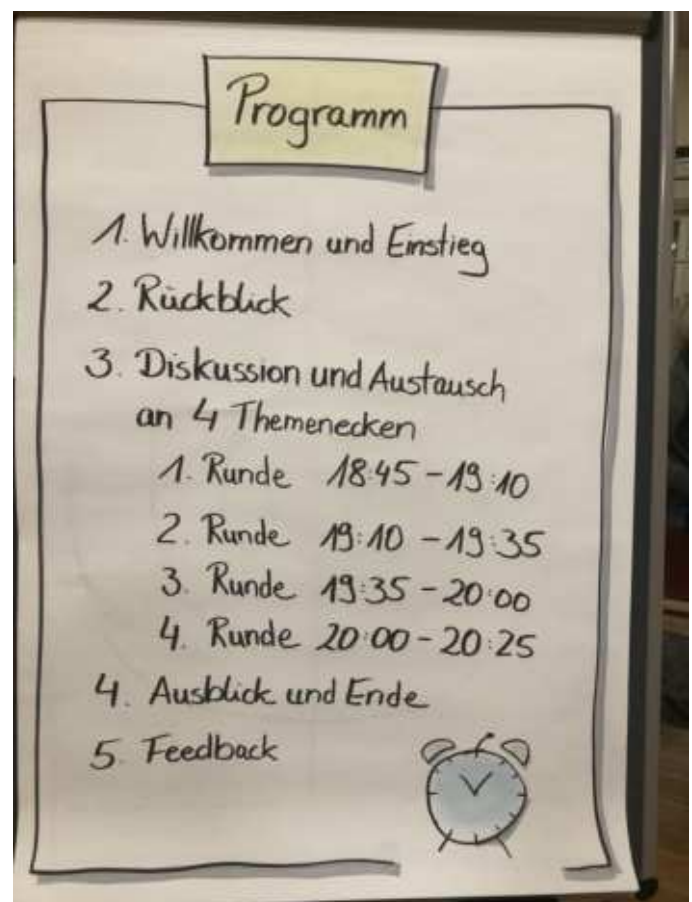 Programm
1. Willkommen und Einstieg
2. Rückblick
3. Diskussion und Austausch
an 4 Themenecken
1. Runde 18:45 - 19:10
2. Runde 19:10 - 19:35
3. Runde 19:35 - 20:00
4. Runde 20:00 - 20:25
4. Ausblick und Ende
5. Feedback